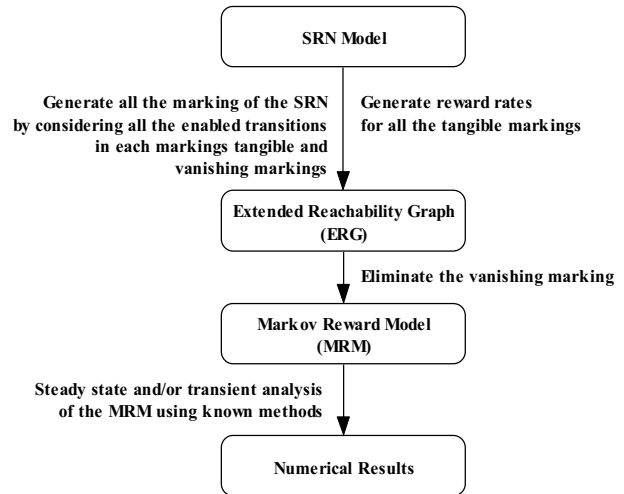 SRN Model
Generate all the marking of the SRN
by considering all the enabled transitions
in each markings tangible and
vanishing markings
Generate reward rates
for all the tangible markings
Extended Reachability Graph
(ERG)
Eliminate the vanishing marking
Markov Reward Model
(MRM)
Steady state and/or transient analysis
of the MRM using known methods
Numerical Results